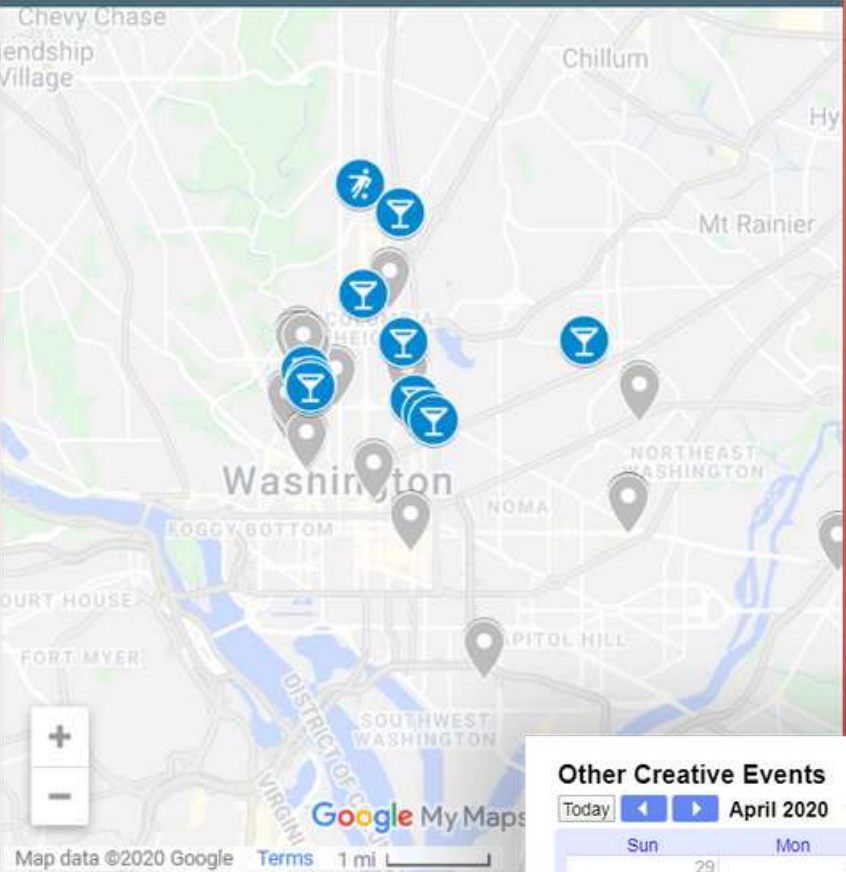 Chevy Chase
endship
Village
Chillum
Hy
Mt Rainier
NORTHEAST
WASHINGTON
Washington
NOMA
FOGGY BOTTOM
OURT HOUSE
FORT MYER
PITOL HILL
DISTRICT OF C
VIRGINI
SOUTHWEST
WASHINGTON
+
−
Google My Maps
Map data ©2020 Google Terms 1 mi
Other Creative Events
Today April 2020
Sun Mon
29